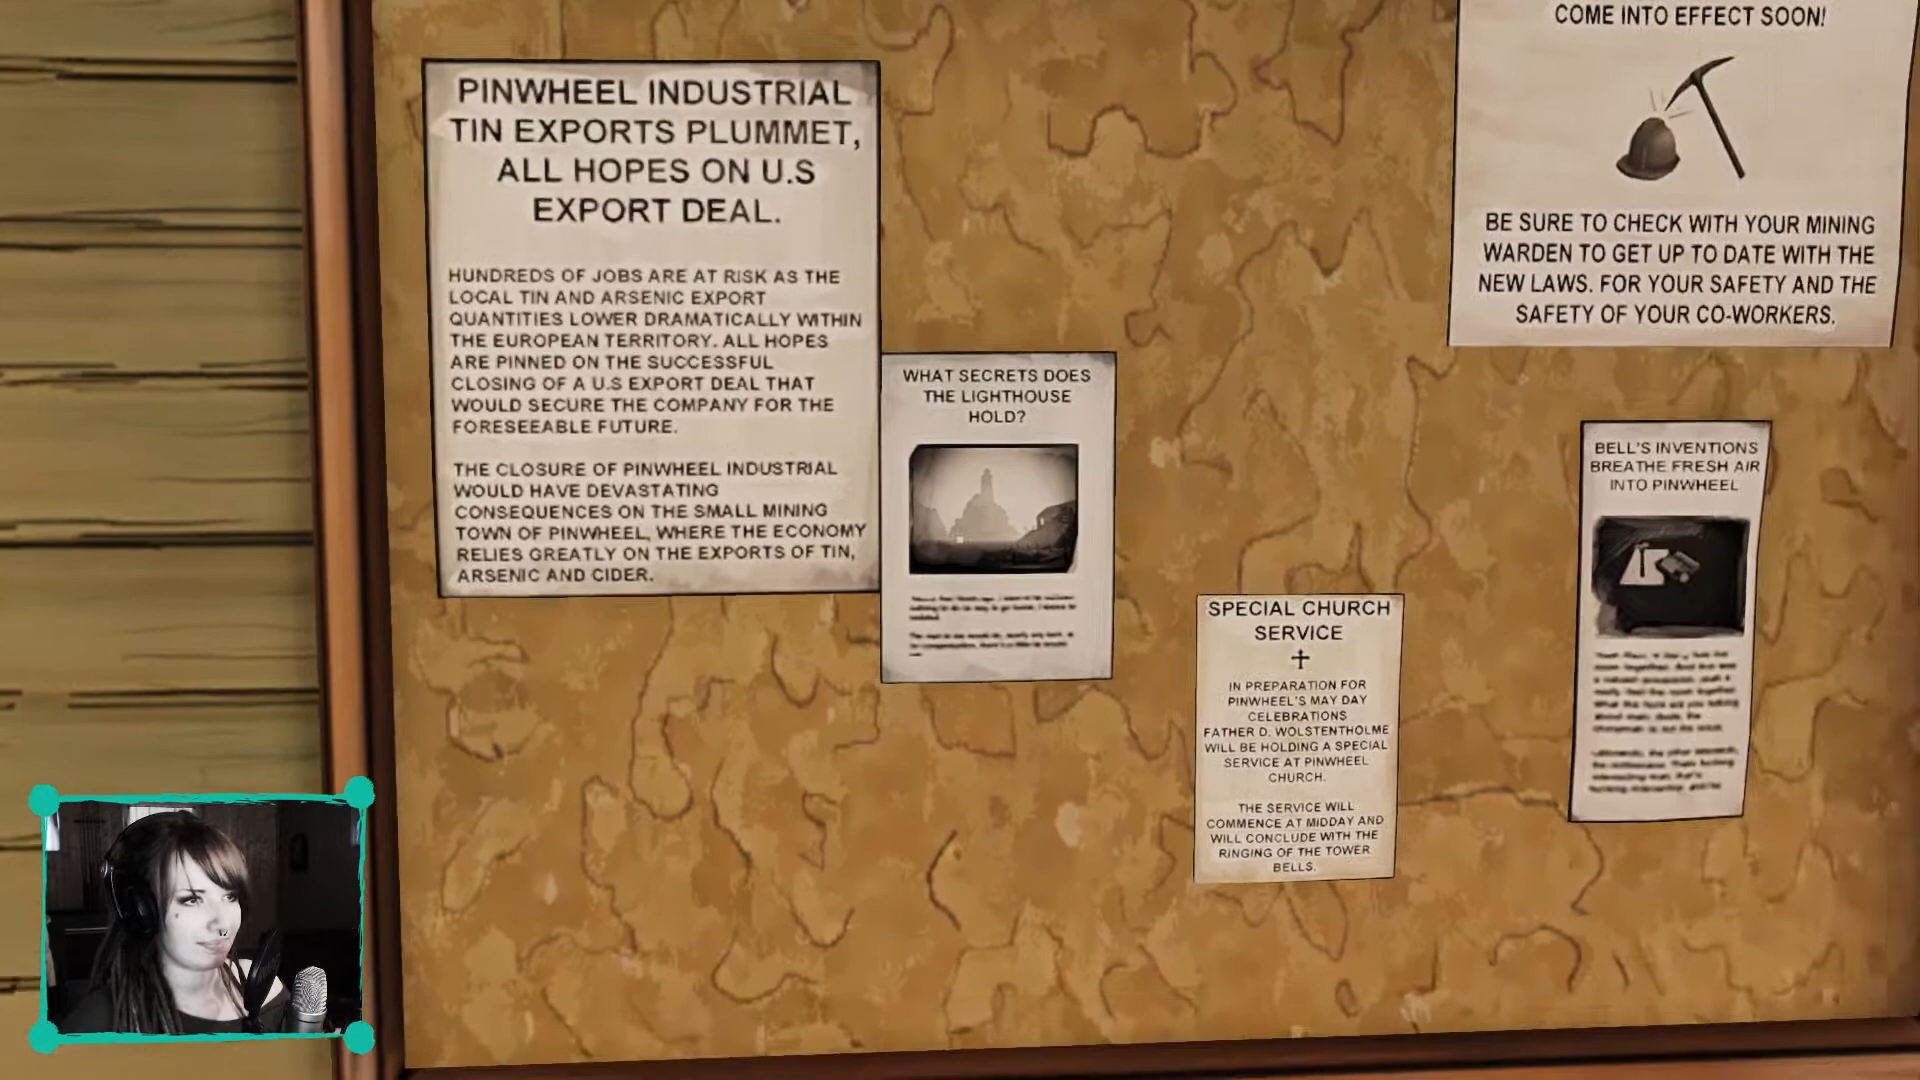 PINWHEEL INDUSTRIAL
TIN EXPORTS PLUMMET,
ALL HOPES ON U.S
EXPORT DEAL.
HUNDREDS OF JOBS ARE AT RISK AS THE
LOCAL TIN AND ARSENIC EXPORT
QUANTITIES LOWER DRAMATICALLY WITHIN
THE EUROPEAN TERRITORY. ALL HOPES
ARE PINNED ON THE SUCCESSFUL
CLOSING OF A U.S EXPORT DEAL THAT
WOULD SECURE THE COMPANY FOR THE
FORESEEABLE FUTURE.
THE CLOSURE OF PINWHEEL INDUSTRIAL
WOULD HAVE DEVASTATING
CONSEQUENCES ON THE SMALL MINING
TOWN OF PINWHEEL, WHERE THE ECONOMY
RELIES GREATLY ON THE EXPORTS OF TIN,
ARSENIC AND CIDER.
WHAT SECRETS DOES
THE LIGHTHOUSE
HOLD?
SPECIAL CHURCH
SERVICE
IN PREPARATION FOR
PINWHEEL'S MAY DAY
CELEBRATIONS
FATHER D. WOLSTENTHOLME
WILL BE HOLDING A SPECIAL
SERVICE AT PINWHEEL
CHURCH.
THE SERVICE WILL
COMMENCE AT MIDDAY AND
WILL CONCLUDE WITH THE
RINGING OF THE TOWER
BELLS.
COME INTO EFFECT SOON!
BE SURE TO CHECK WITH YOUR MINING
WARDEN TO GET UP TO DATE WITH THE
NEW LAWS. FOR YOUR SAFETY AND THE
SAFETY OF YOUR CO-WORKERS.
BELL'S INVENTIONS
BREATHE FRESH AIR
INTO PINWHEEL